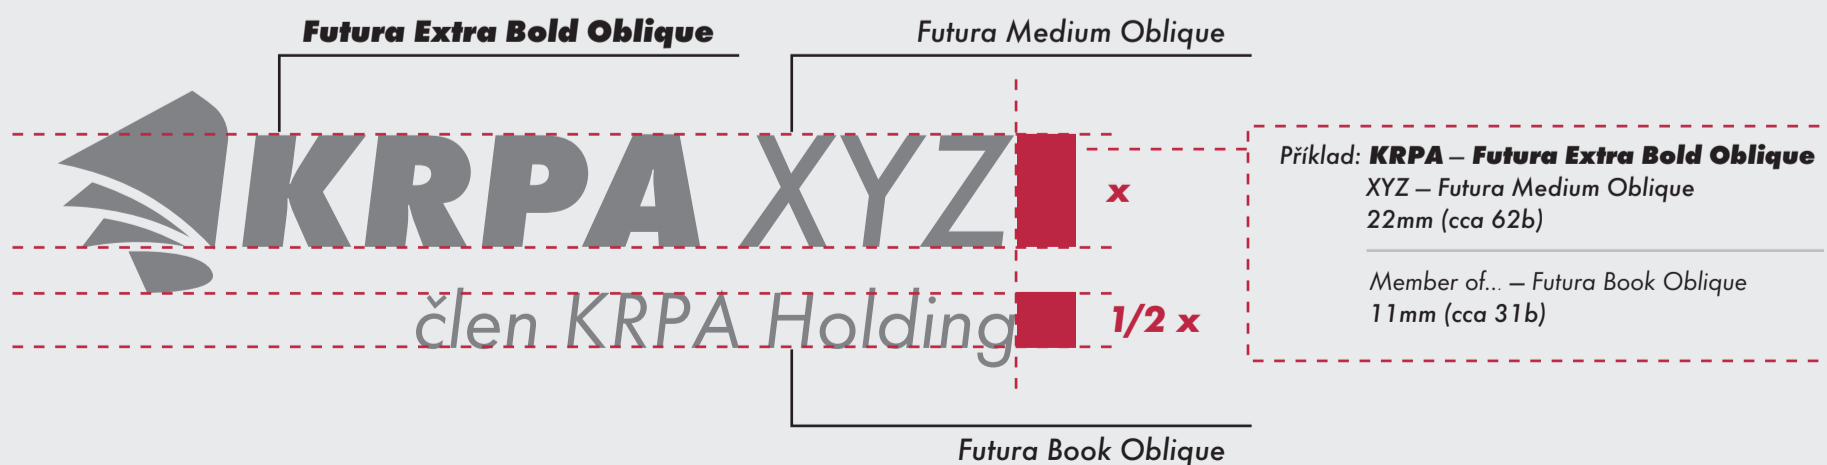 Futura Extra Bold Oblique
Futura Medium Oblique
KRPA XYZ
x
člen KRPA Holding
1/2 x
Futura Book Oblique
Příklad: KRPA – Futura Extra Bold Oblique
XYZ – Futura Medium Oblique
22mm (cca 62b)
Member of... – Futura Book Oblique
11mm (cca 31b)